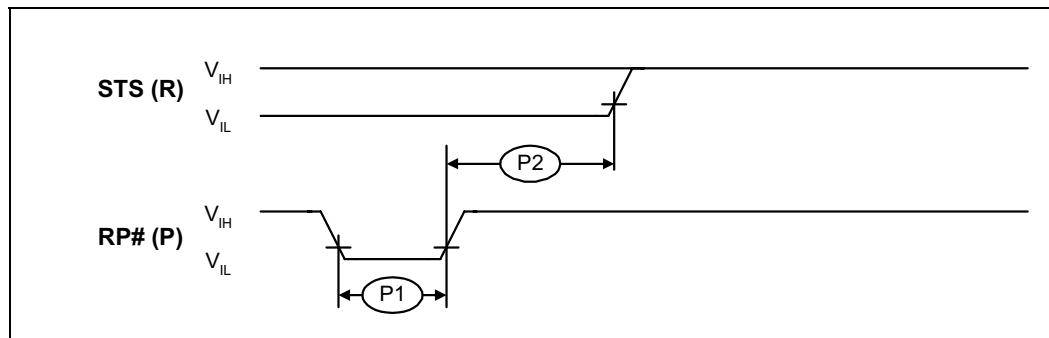 V_IH
STS (R)
V_IL
P2
V_IH
RP# (P)
V_IL
P1